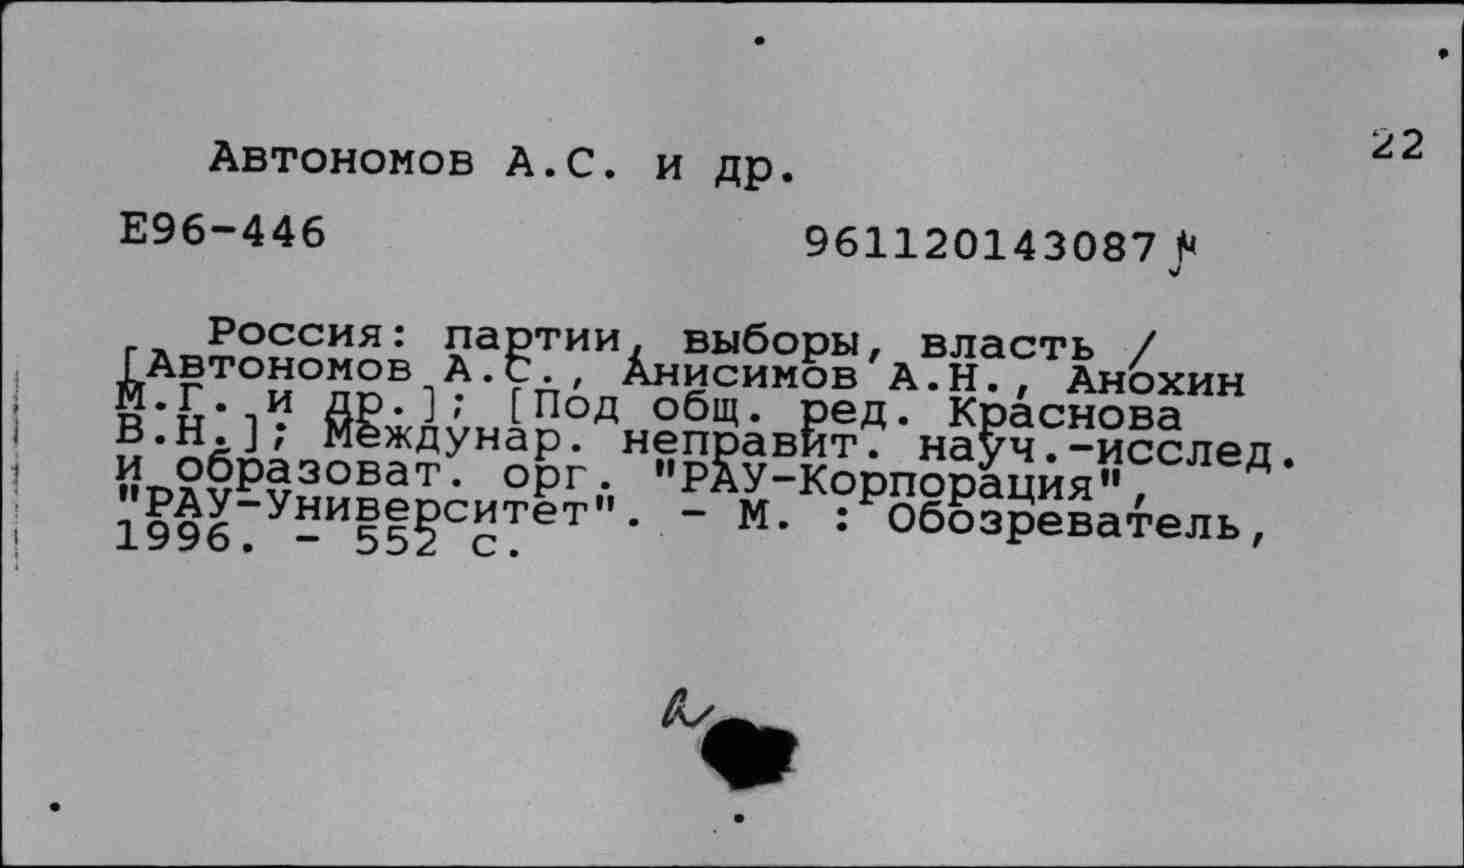 22
Автономов А.С. и др.
Е96-446 961120143087
Россия: партии, выборы, власть /
[Автономов А.С., Анисимов А.Н., Анохин
М.Г. и др.]; [Под общ. ред. Краснова
В.Н.]; Междунар. неправит. науч.-исслед.
и образоват. орг. "РАУ-Корпорация",
"РАУ-Университет". - М. : Обозреватель,
1996. - 552 с.